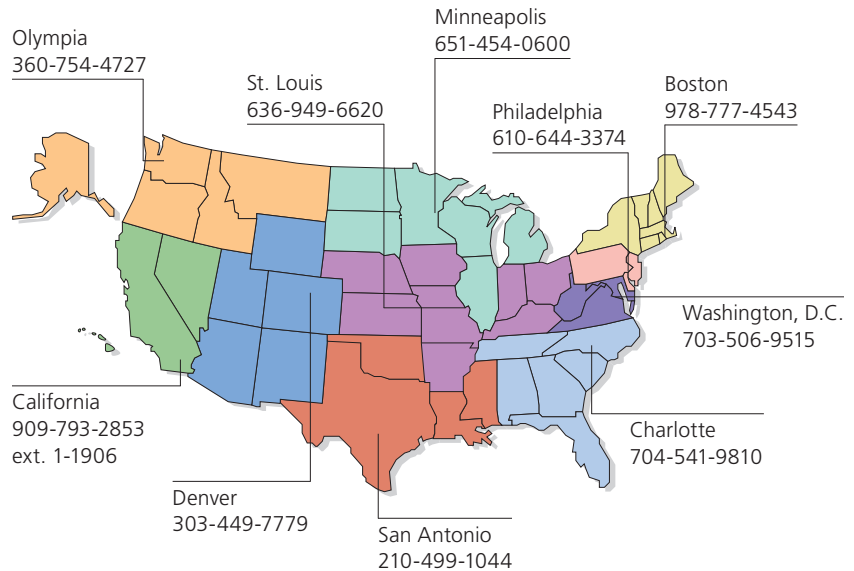 Minneapolis
651-454-0600
Olympia
360-754-4727
St. Louis
636-949-6620
Boston
978-777-4543
Philadelphia
610-644-3374
Washington, D.C.
703-506-9515
California
909-793-2853
ext. 1-1906
Charlotte
704-541-9810
Denver
303-449-7779
San Antonio
210-499-1044